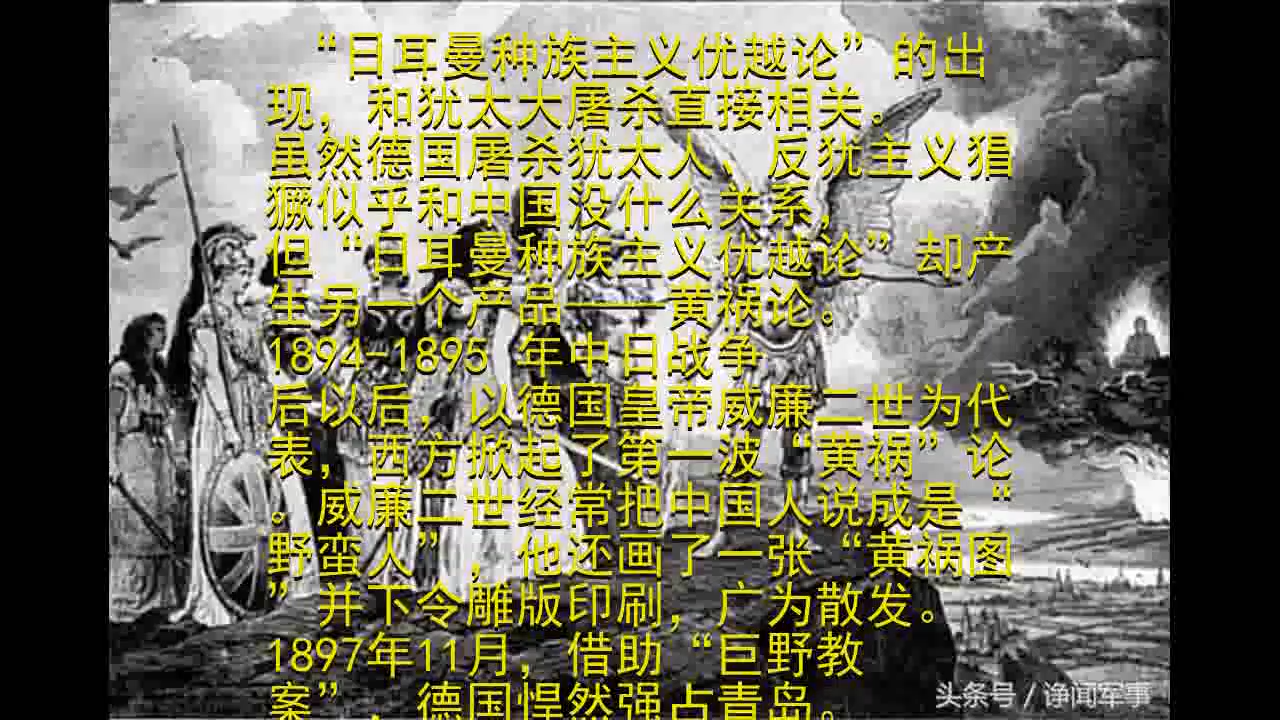 “日耳曼种族主义优越论”的出
现，和犹太大屠杀直接相关。
虽然德国屠杀犹太人、反犹主义猖
獗似乎和中国没什么关系，
但“日耳曼种族主义优越论”却产
生另一个产品——黄祸论。
1894-1895 年中日战争
后以后，以德国皇帝威廉二世为代
表，西方掀起了第一波“黄祸”论
。威廉二世经常把中国人说成是“
野蛮人”，他还画了一张“黄祸图
”并下令雕版印刷，广为散发。
1897年11月，借助“巨野教
案”，德国悍然强占青岛。
头条号 / 诤闻军事